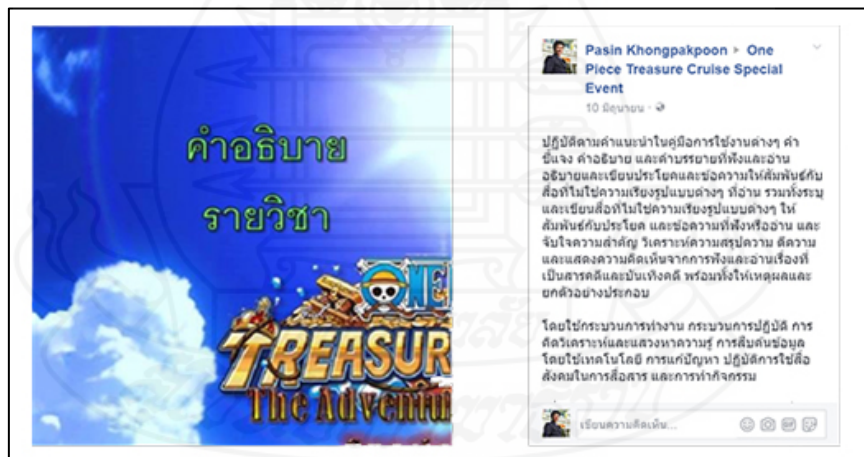 คำอธิบาย
รายวิชา
ONE
TREASUR
The Adventu
Pasin Khongpakpoon ▸ One
Piece Treasure Cruise Special
Event
10 มิถุนายน ·
ปฏิบัติตามคำแนะนำในคู่มือการใช้งานต่างๆ คำ
ชี้แจง คำอธิบาย และคำบรรยายที่ฟังและอ่าน
อธิบายและเขียนประโยคและข้อความให้สัมพันธ์กับ
สื่อที่ไม่ใช่ความเรียงรูปแบบต่างๆ ที่อ่าน รวมทั้งระบุ
และเขียนสื่อที่ไม่ใช่ความเรียงรูปแบบต่างๆ ให้
สัมพันธ์กับประโยค และข้อความที่ฟังหรืออ่าน และ
จับใจความสำคัญ วิเคราะห์ความสรุปความ ตีความ
และแสดงความคิดเห็นจากการฟังและอ่านเรื่องที่
เป็นสารคดีและบันเทิงคดี พร้อมทั้งให้เหตุผลและ
ยกตัวอย่างประกอบ
โดยใช้กระบวนการทำงาน กระบวนการปฏิบัติ การ
คิดวิเคราะห์และแสวงหาความรู้ การสืบค้นข้อมูล
โดยใช้เทคโนโลยี การแก้ปัญหา ปฏิบัติการใช้สื่อ
สังคมในการสื่อสาร และการทำกิจกรรม
เขียนความคิดเห็น...
GIF